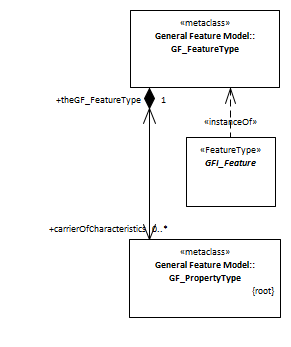 «metaclass»
General Feature Model::
GF_FeatureType
+theGF_FeatureType 1
«instanceOf»
«FeatureType»
GFI_Feature
+carrierOfCharacteristics 0..*
«metaclass»
General Feature Model::
GF_PropertyType
{root}